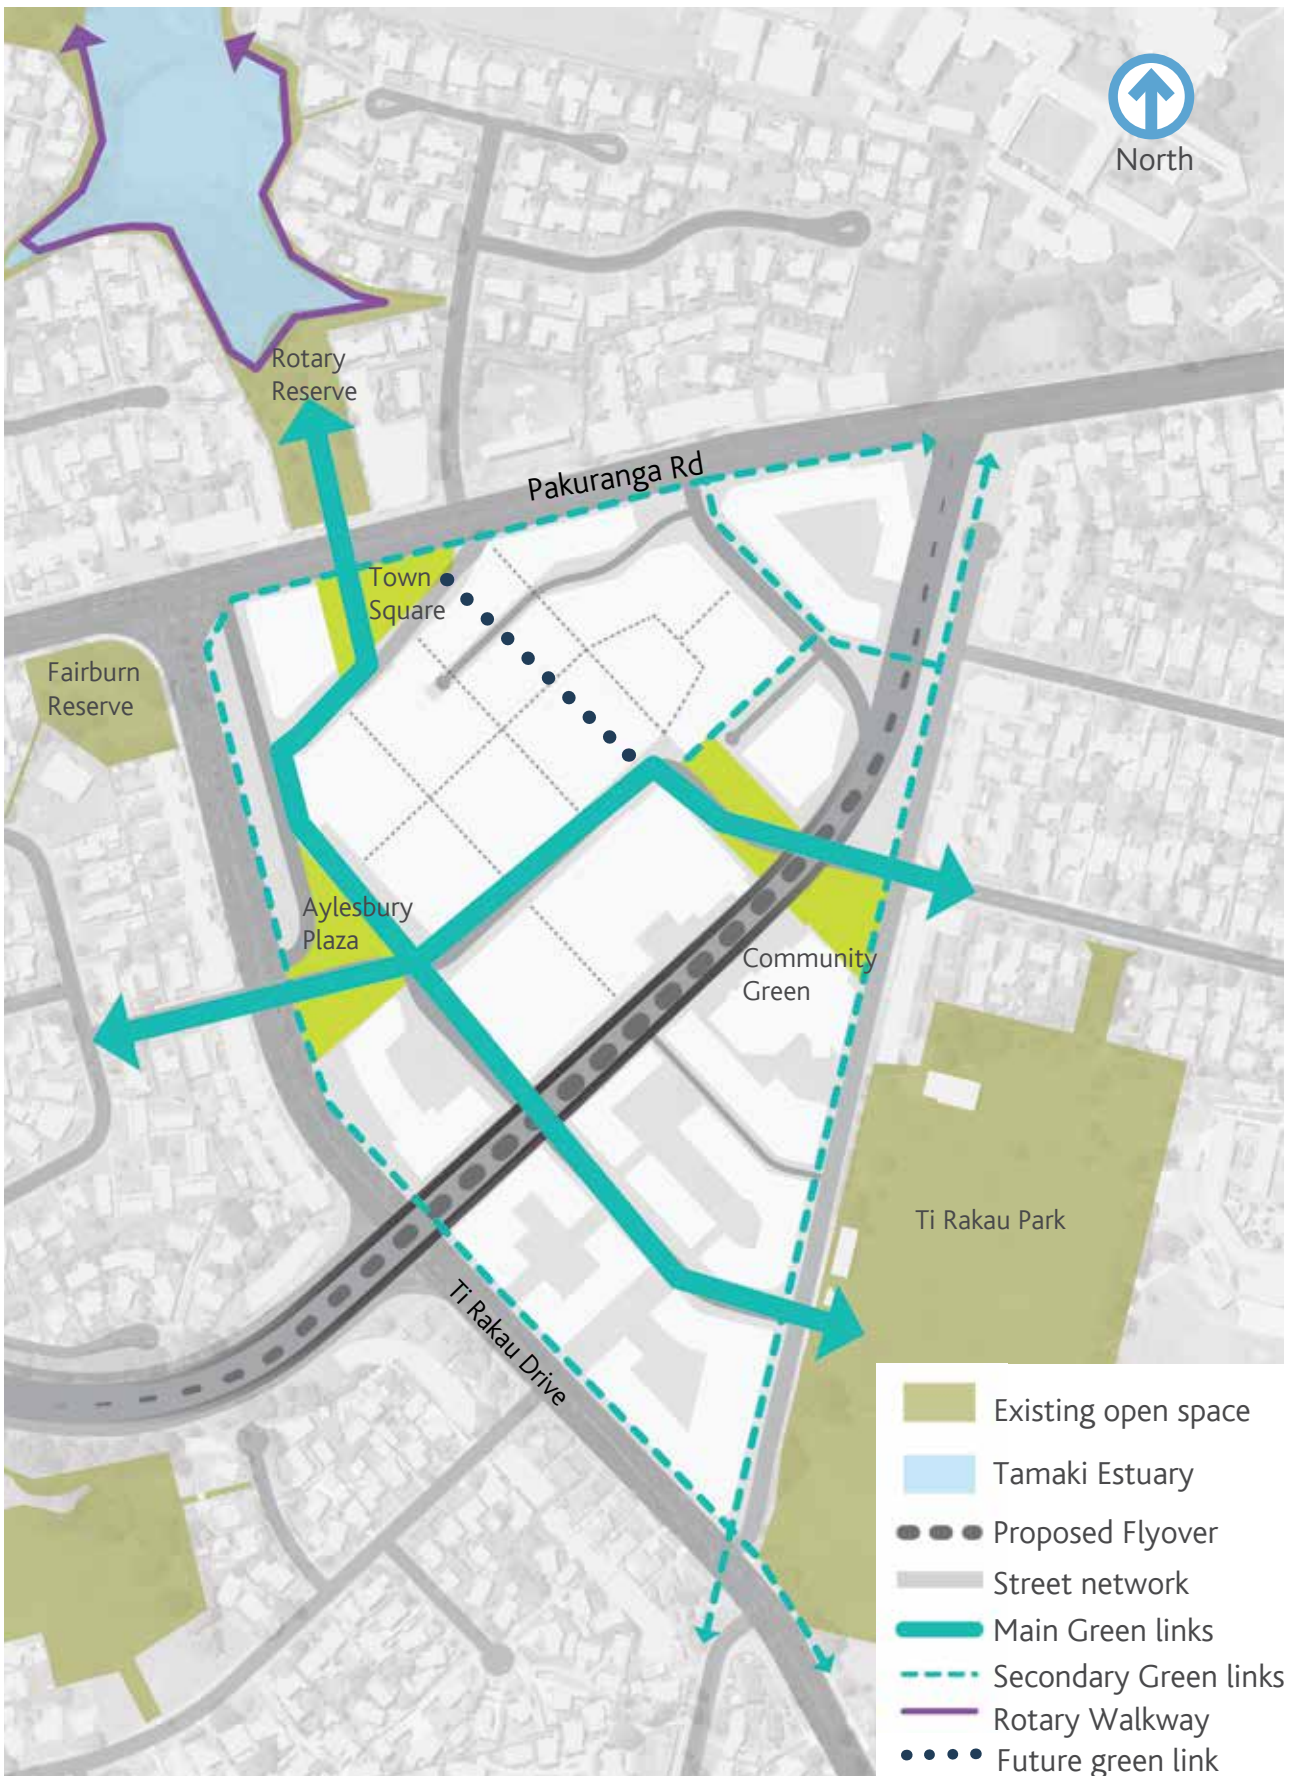 North
Rotary
Reserve
Pakuranga Rd
Town
Square
Fairburn
Reserve
Aylesbury
Plaza
Community
Green
Ti Rakau Park
Ti Rakau Drive
Existing open space
Tamaki Estuary
Proposed Flyover
Street network
Main Green links
Secondary Green links
Rotary Walkway
Future green link